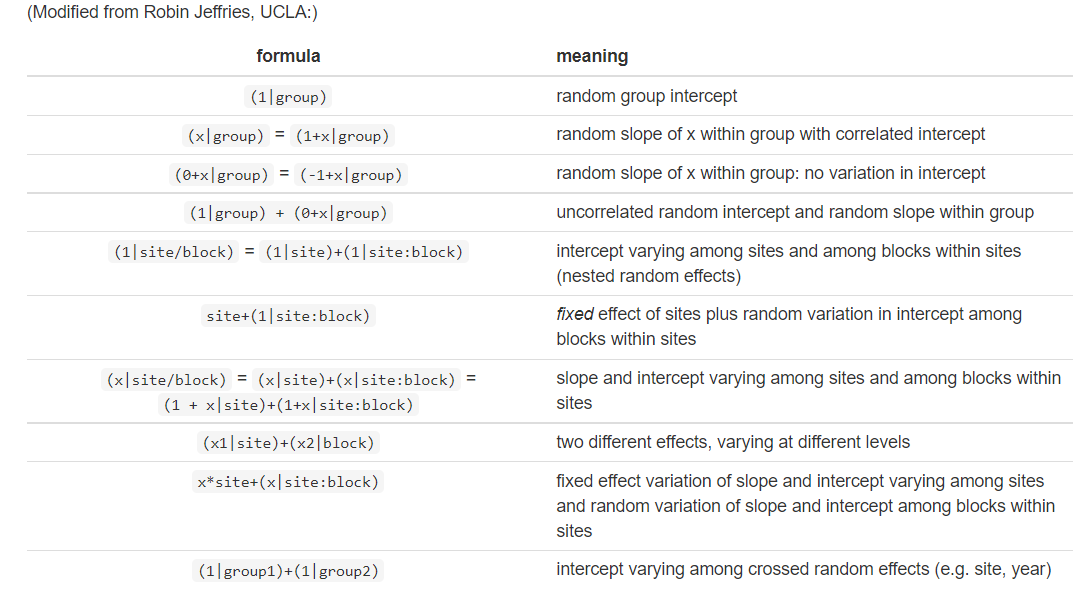 (Modified from Robin Jeffries, UCLA:)
formula meaning
(1|group) random group intercept
(x|group) = (1+x|group) random slope of x within group with correlated intercept
(0+x|group) = (-1+x|group) random slope of x within group: no variation in intercept
(1|group) + (0+x|group) uncorrelated random intercept and random slope within group
(1|site/block) = (1|site)+(1|site:block) intercept varying among sites and among blocks within sites
(nested random effects)
site+(1|site:block) fixed effect of sites plus random variation in intercept among
blocks within sites
(x|site/block) = (x|site)+(x|site:block) = slope and intercept varying among sites and among blocks within
(1 + x|site)+(1+x|site:block) sites
(x1|site)+(x2|block) two different effects, varying at different levels
x*site+(x|site:block) fixed effect variation of slope and intercept varying among sites
and random variation of slope and intercept among blocks within
sites
(1|group1)+(1|group2) intercept varying among crossed random effects (e.g. site, year)